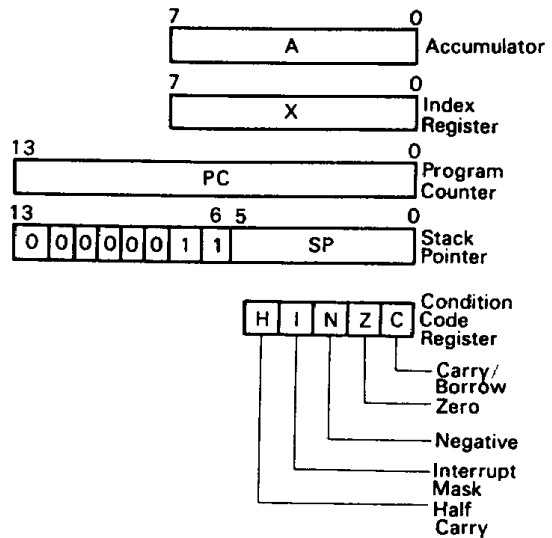 7 0
A Accumulator
7 0
X Index
Register
13 0
PC Program
Counter
13 6 5 0
0 0 0 0 0 0 1 1 SP Stack
Pointer
H I N Z C Condition
Code
Register
Carry/
Borrow
Zero
Negative
Interrupt
Mask
Half
Carry